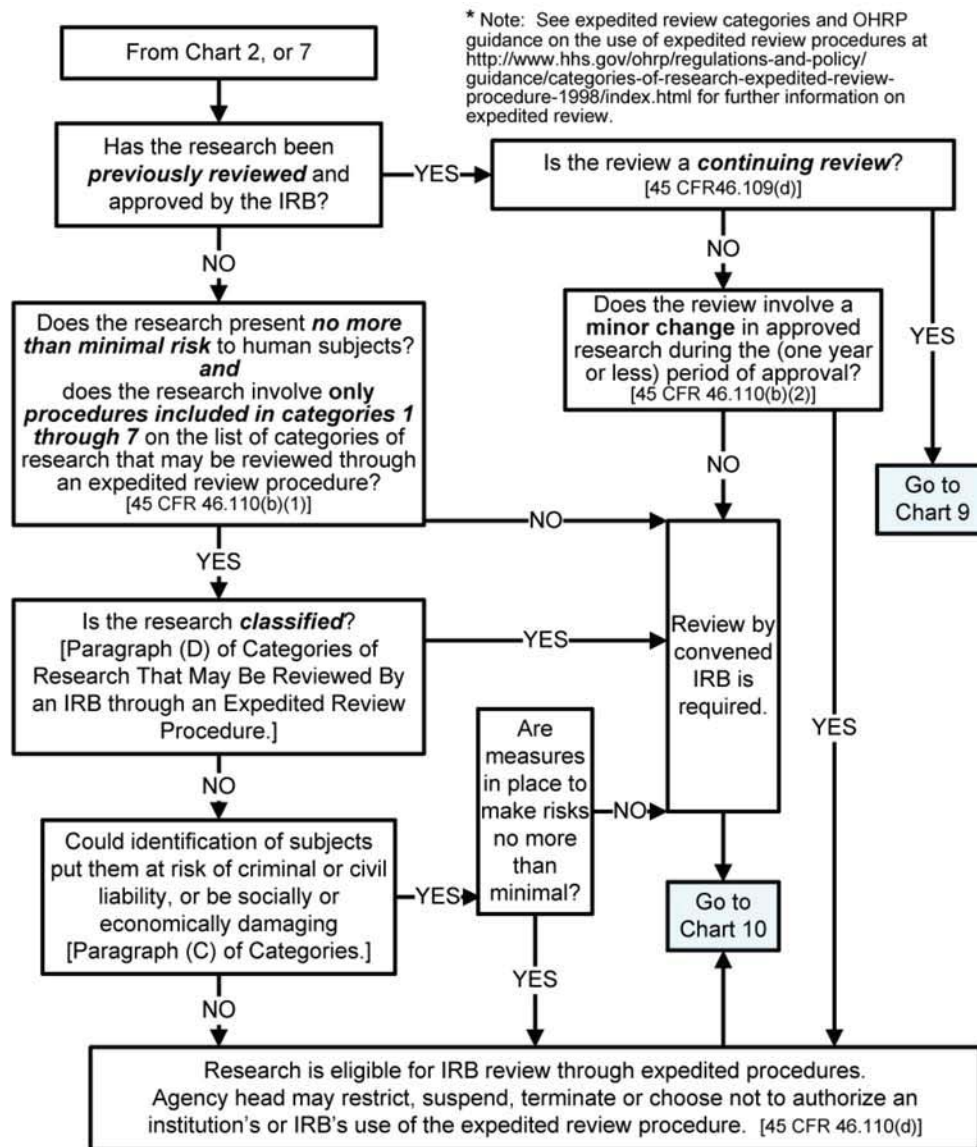 * Note: See expedited review categories and OHRP
guidance on the use of expedited review procedures at
http://www.hhs.gov/ohrp/regulations-and-policy/
guidance/categories-of-research-expedited-review-
procedure-1998/index.html for further information on
expedited review.
From Chart 2, or 7
Has the research been
previously reviewed and
approved by the IRB?
YES
Is the review a continuing review?
[45 CFR46.109(d)]
NO
NO
YES
Does the research present no more
than minimal risk to human subjects?
and
does the research involve only
procedures included in categories 1
through 7 on the list of categories of
research that may be reviewed through
an expedited review procedure?
[45 CFR 46.110(b)(1)]
Does the review involve a
minor change in approved
research during the (one year
or less) period of approval?
[45 CFR 46.110(b)(2)]
NO
Go to
Chart 9
NO
YES
Is the research classified?
[Paragraph (D) of Categories of
Research That May Be Reviewed By
an IRB through an Expedited Review
Procedure.]
YES
Review by
convened
IRB is
required.
YES
NO
Are
measures
in place to
make risks
no more
than
minimal?
NO
Could identification of subjects
put them at risk of criminal or civil
liability, or be socially or
economically damaging
[Paragraph (C) of Categories.]
YES
Go to
Chart 10
YES
NO
Research is eligible for IRB review through expedited procedures.
Agency head may restrict, suspend, terminate or choose not to authorize an
institution's or IRB's use of the expedited review procedure. [45 CFR 46.110(d)]